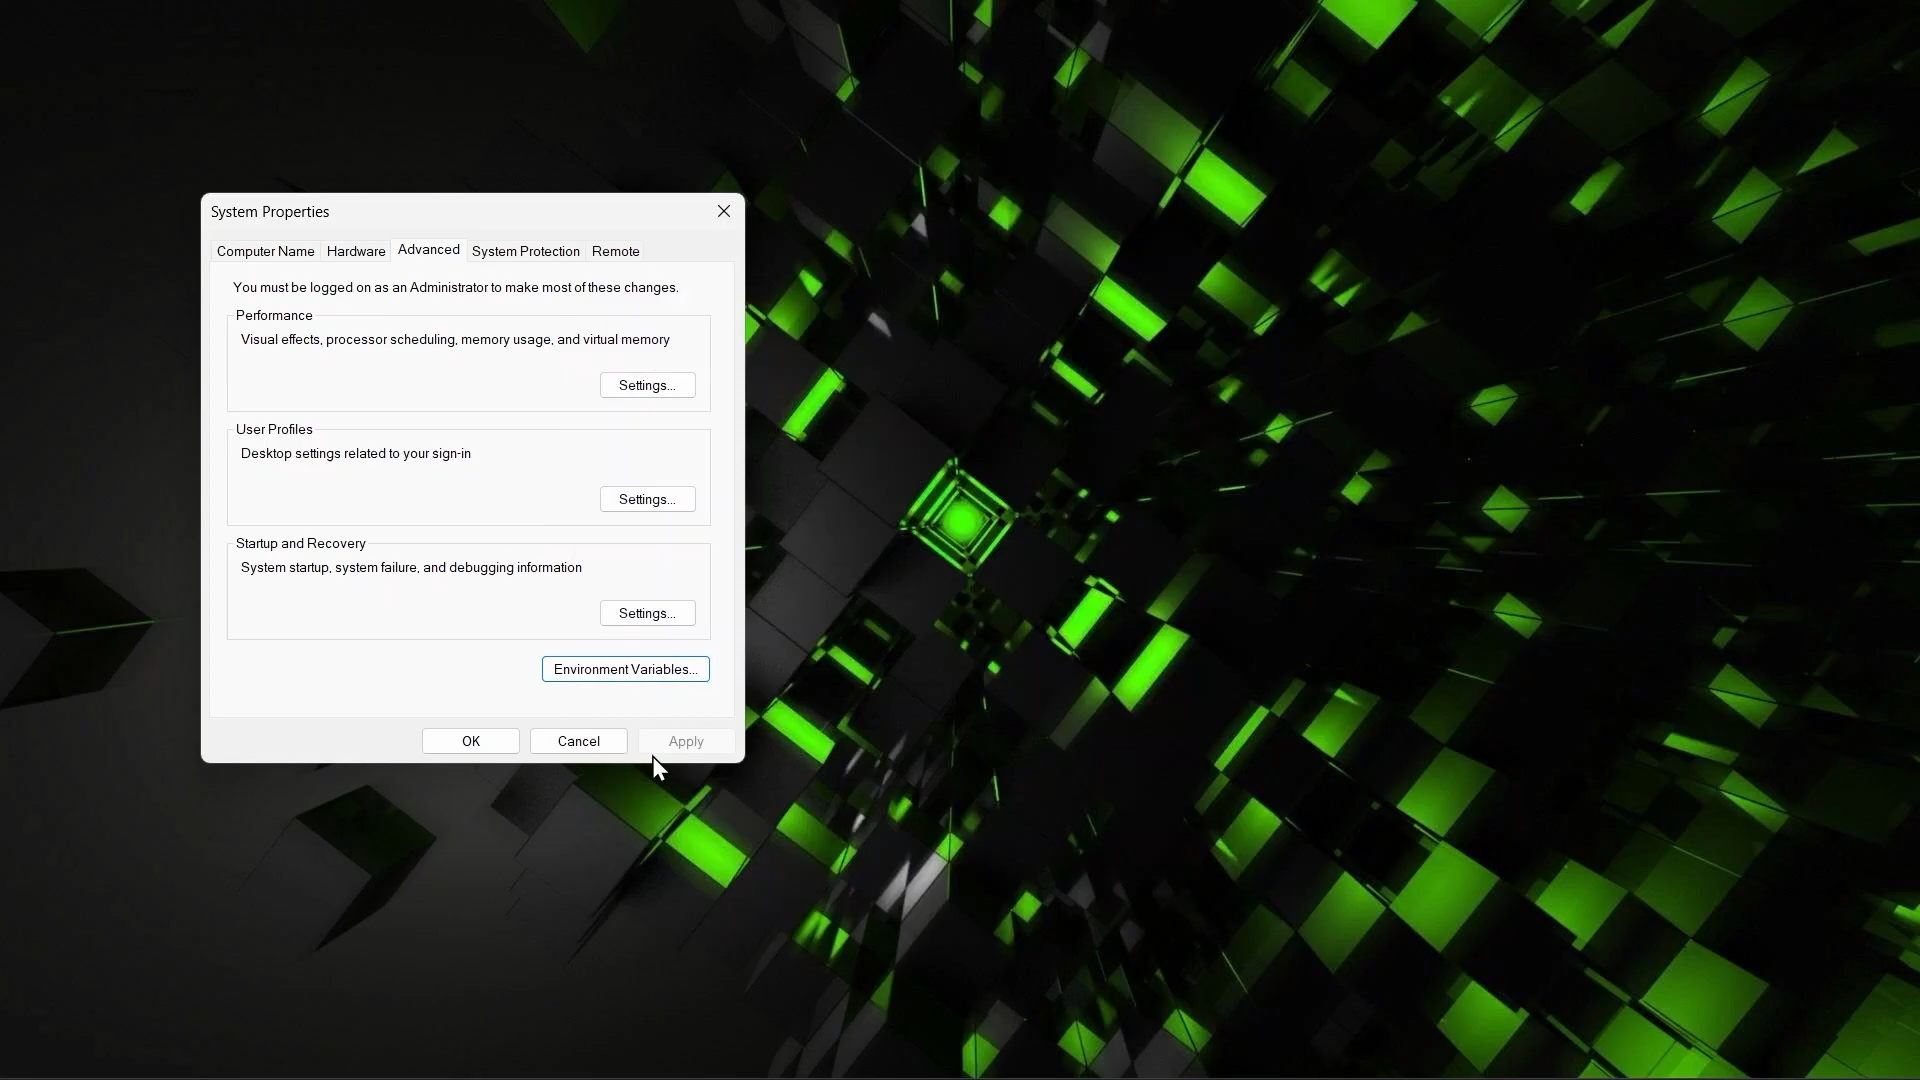 System Properties
Computer Name Hardware Advanced System Protection Remote
You must be logged on as an Administrator to make most of these changes.
Performance
Visual effects, processor scheduling, memory usage, and virtual memory
Settings...
User Profiles
Desktop settings related to your sign-in
Settings...
Startup and Recovery
System startup, system failure, and debugging information
Settings...
Environment Variables...
OK Cancel Apply